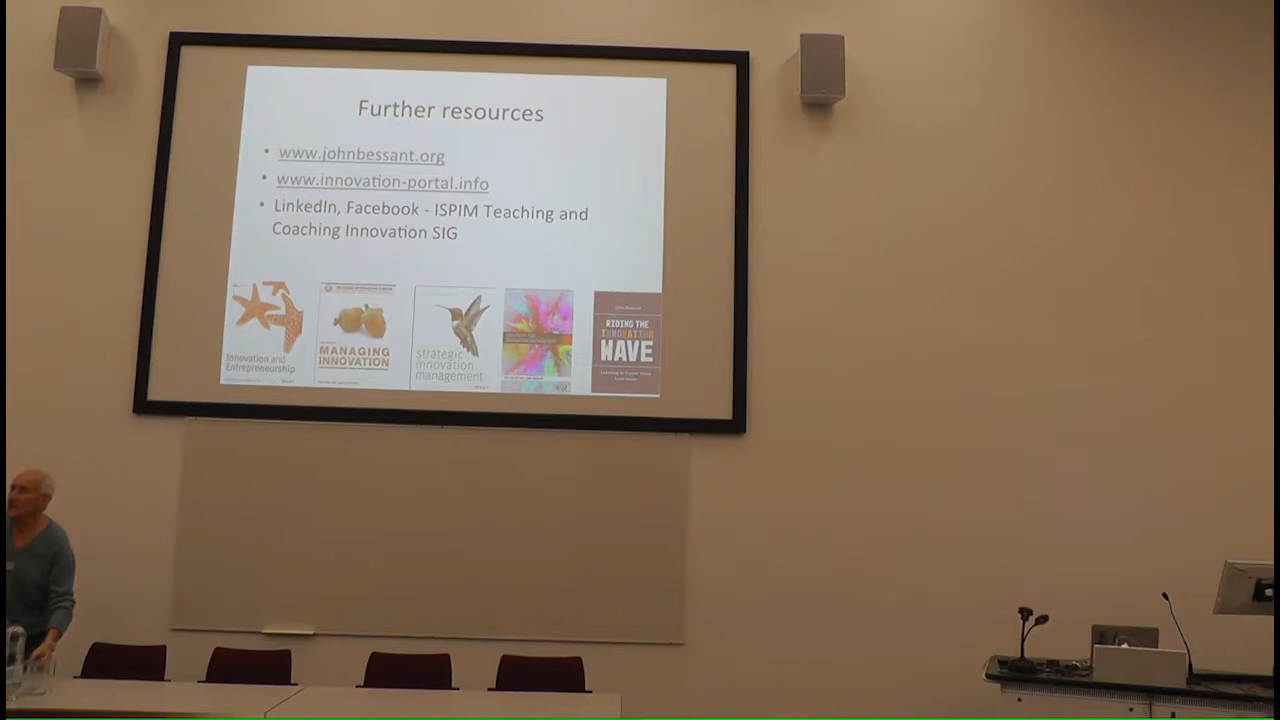 Further resources
• www.johnbessant.org
• www.innovation-portal.info
• LinkedIn, Facebook - ISPIM Teaching and
Coaching Innovation SIG
Innovation and
Entrepreneurship
MANAGING
INNOVATION
strategic
innovation
management
RIDING THE
INNOVATION
WAVE